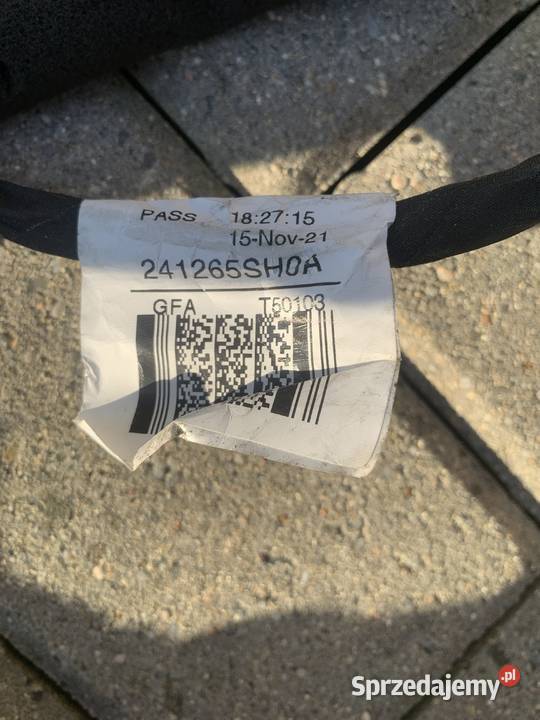 PASS 18:27:15
15-Nov-21
241265SH0A
GFA T50103
Sprzedajemy.pl